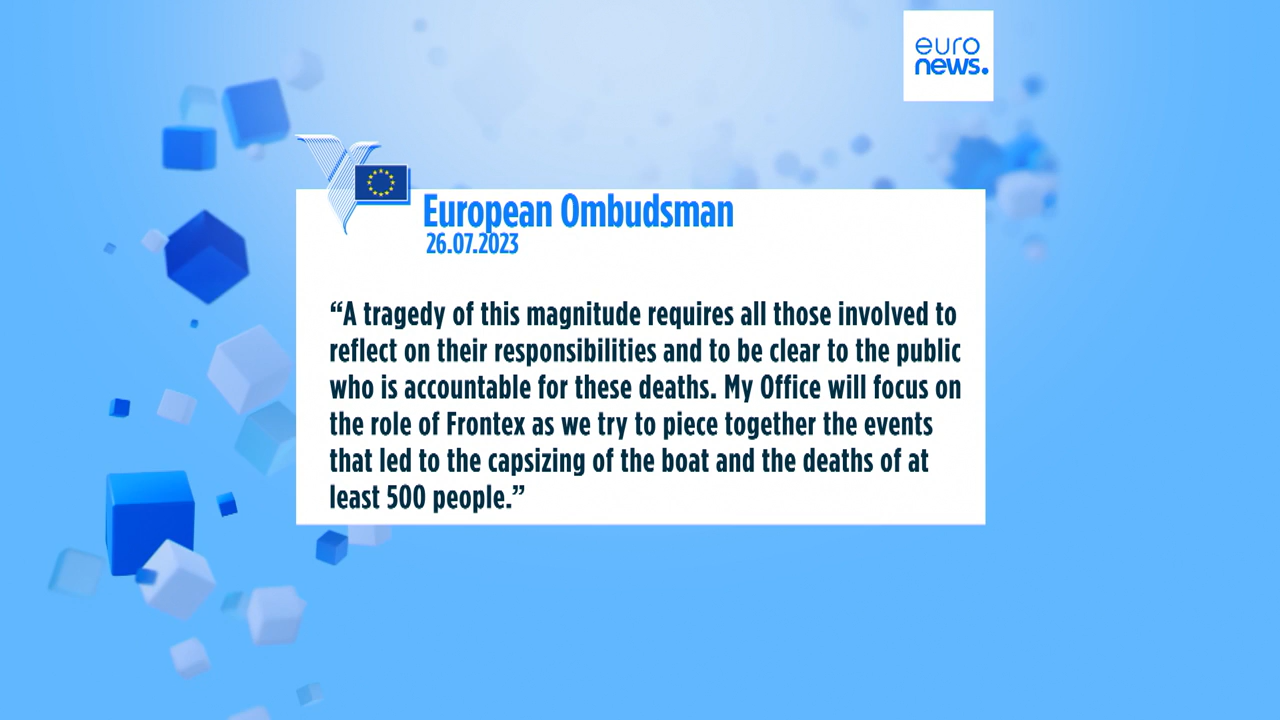 euro
news.
European Ombudsman
26.07.2023
“A tragedy of this magnitude requires all those involved to
reflect on their responsibilities and to be clear to the public
who is accountable for these deaths. My Office will focus on
the role of Frontex as we try to piece together the events
that led to the capsizing of the boat and the deaths of at
least 500 people.”